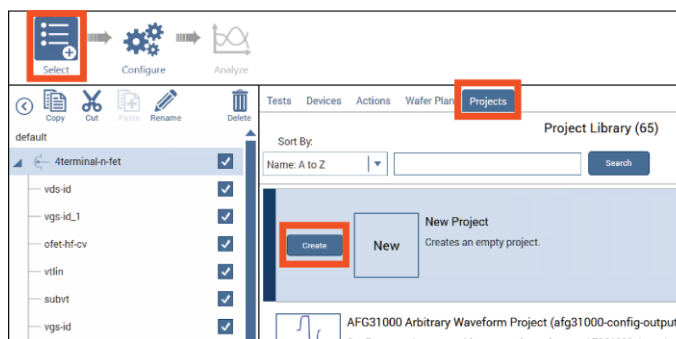 Select
Configure
Analyze
Copy
Cut
Paste
Rename
Delete
default
4terminal-n-fet
vds-id
vgs-id_1
ofet-hf-cv
vtlin
subvt
vgs-id
Tests Devices Actions Wafer Plan Projects
Project Library (65)
Sort By:
Name: A to Z
Search
Create
New
New Project
Creates an empty project.
AFG31000 Arbitrary Waveform Project (afg31000-config-output